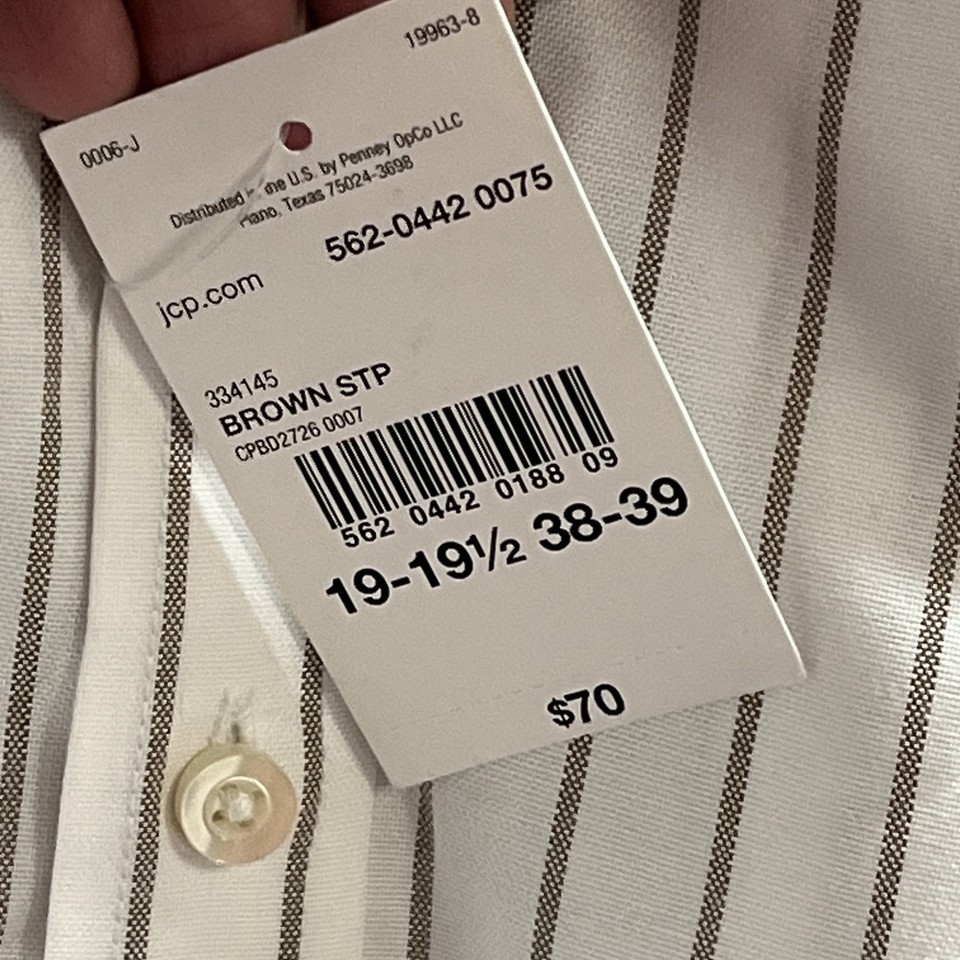 19963-8
0006-J
Distributed in the U.S. by Penney OpCo LLC
Plano, Texas 75024-3698
562-0442 0075
jcp.com
334145
BROWN STP
CPBD2726 0007
562 0442 0188 09
19-19½ 38-39
$70